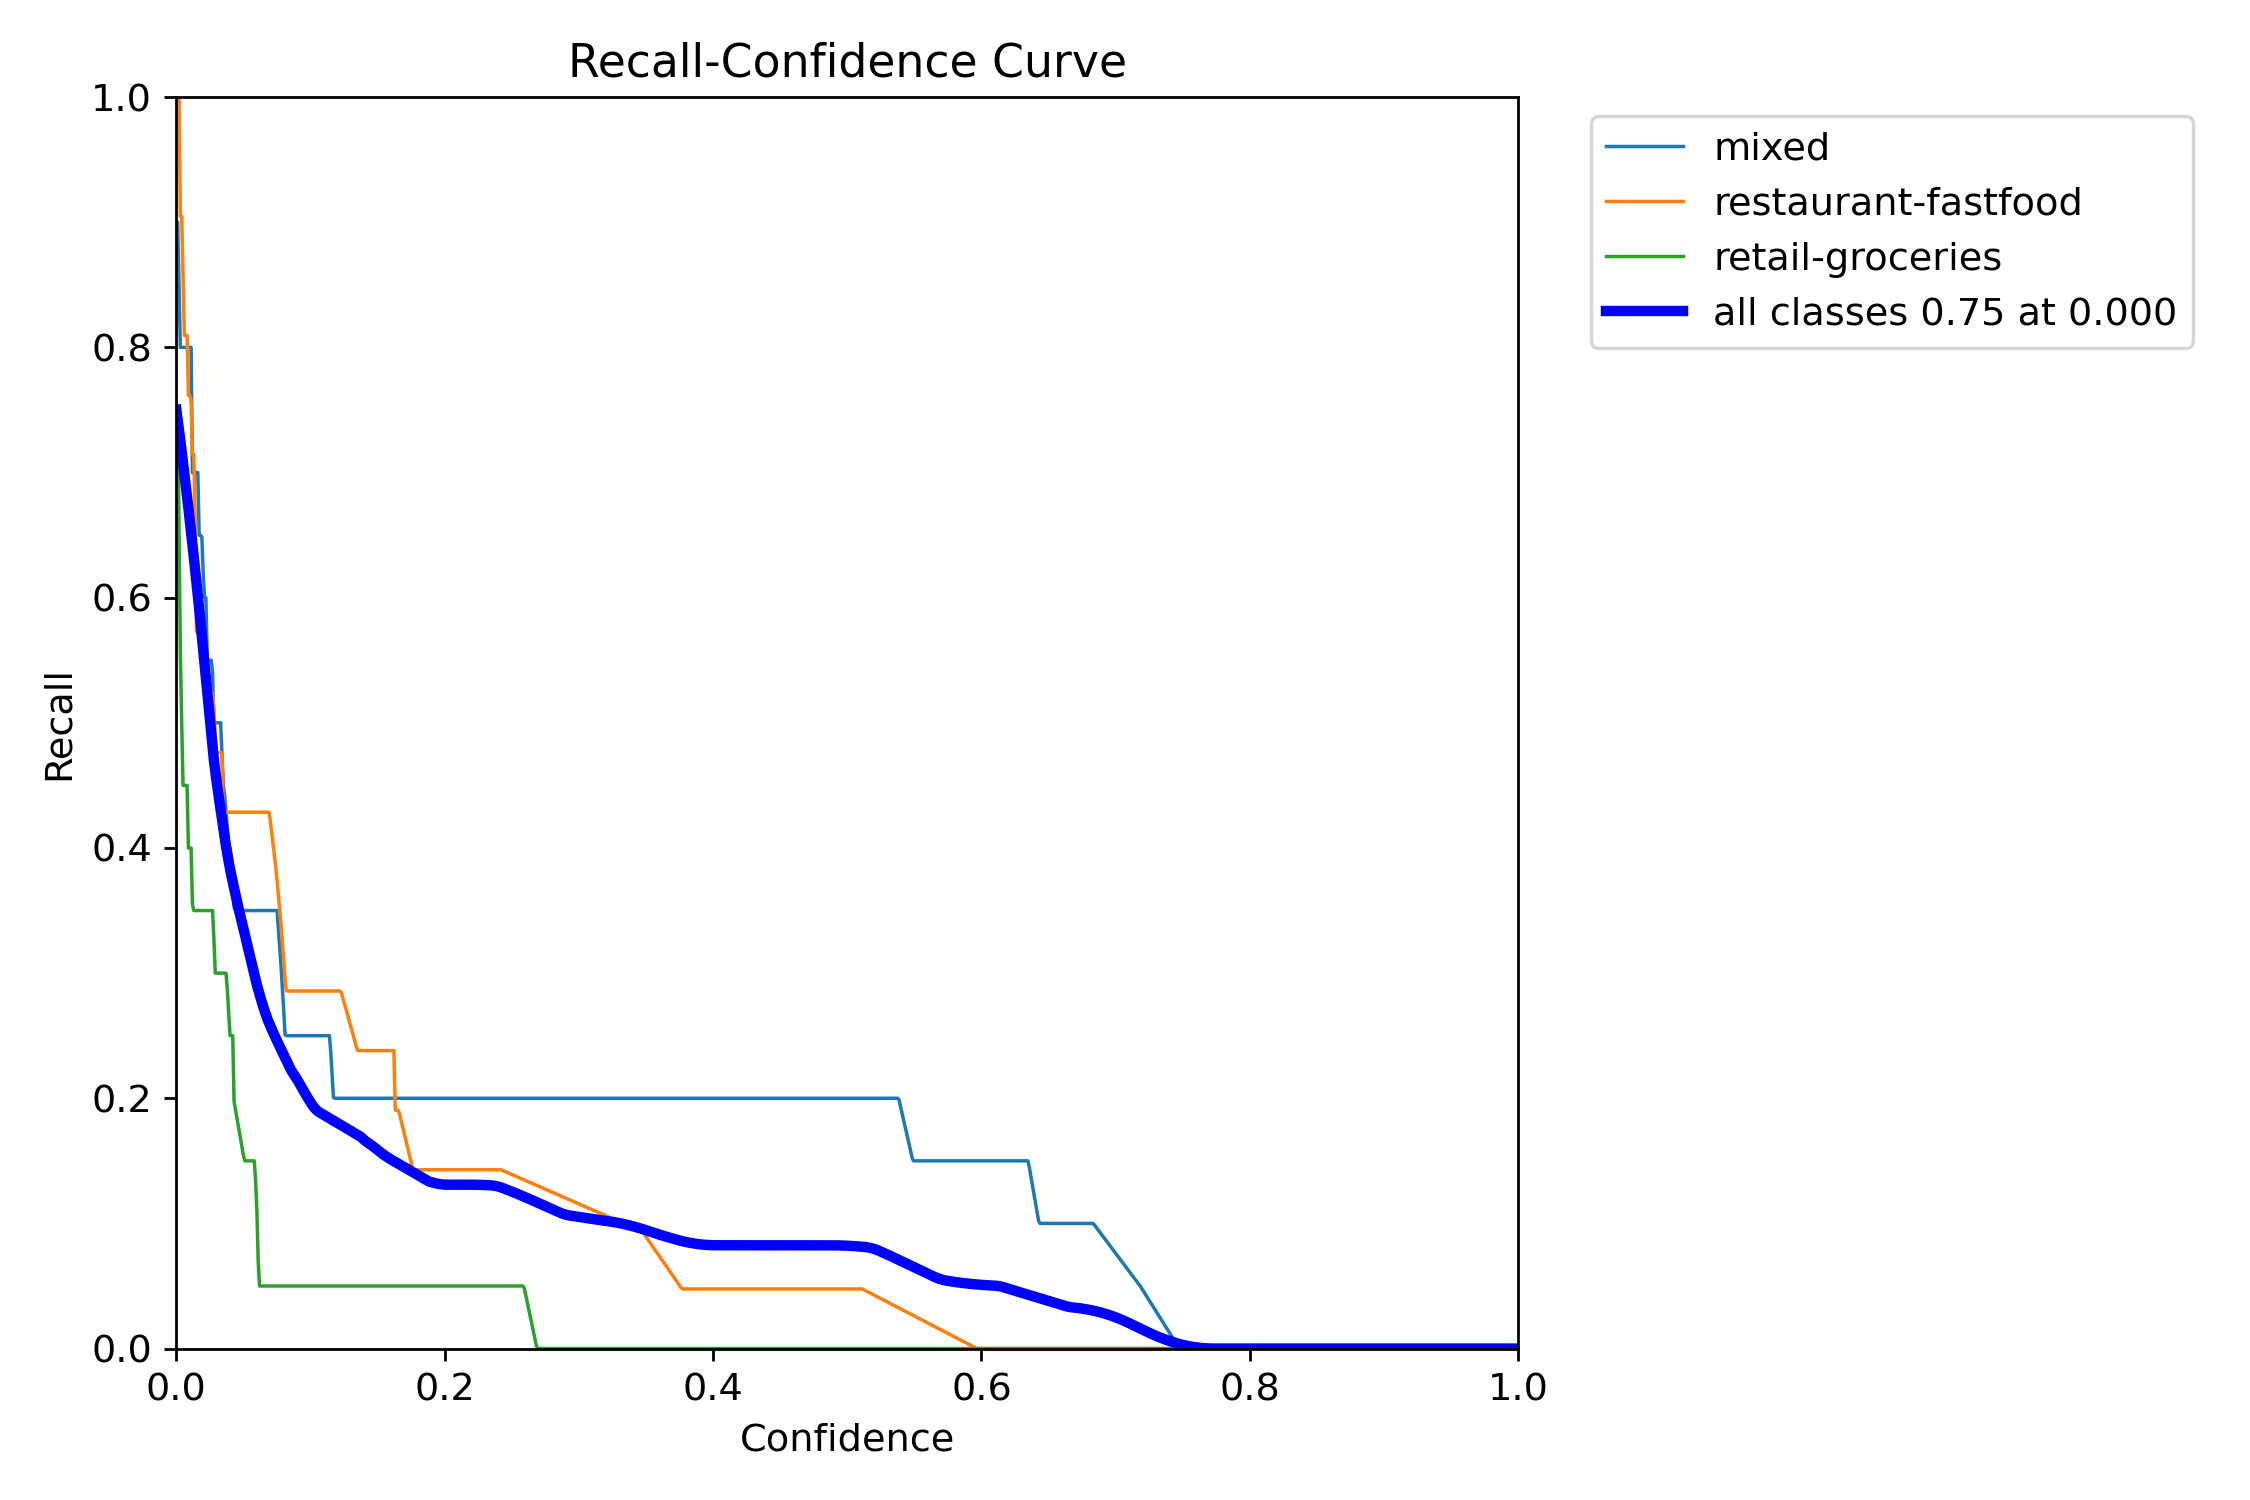 Recall-Confidence Curve
1.0
0.8
0.6
0.4
0.2
0.0
Recall
0.0 0.2 0.4 0.6 0.8 1.0
Confidence
mixed
restaurant-fastfood
retail-groceries
all classes 0.75 at 0.000